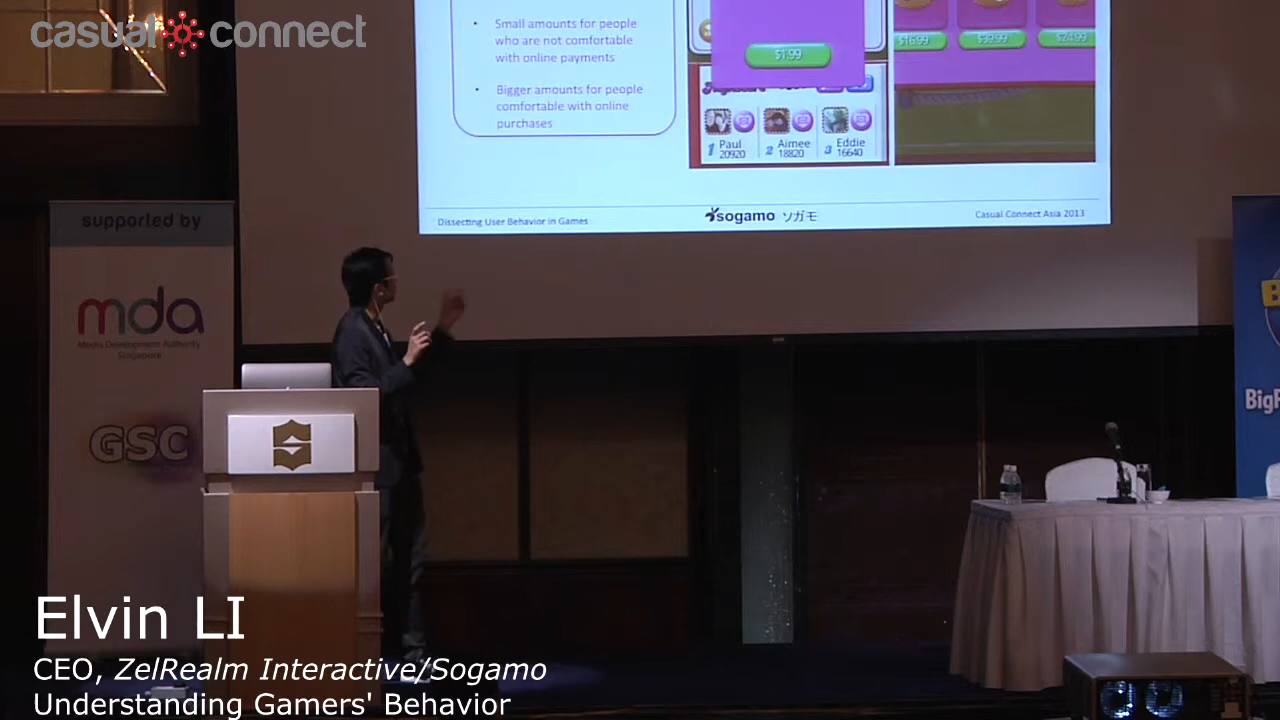 casual connect
• Small amounts for people
who are not comfortable
with online payments
• Bigger amounts for people
comfortable with online
purchases
$1.99
$16.99
$39.99
$24.99
1 Paul
20920
2 Aimee
18820
3 Eddie
16640
Dissecting User Behavior in Games
sogamo ソガモ
Casual Connect Asia 2013
supported by
mda
Media Development Authority
Singapore
GSC
Elvin LI
CEO, ZelRealm Interactive/Sogamo
Understanding Gamers' Behavior